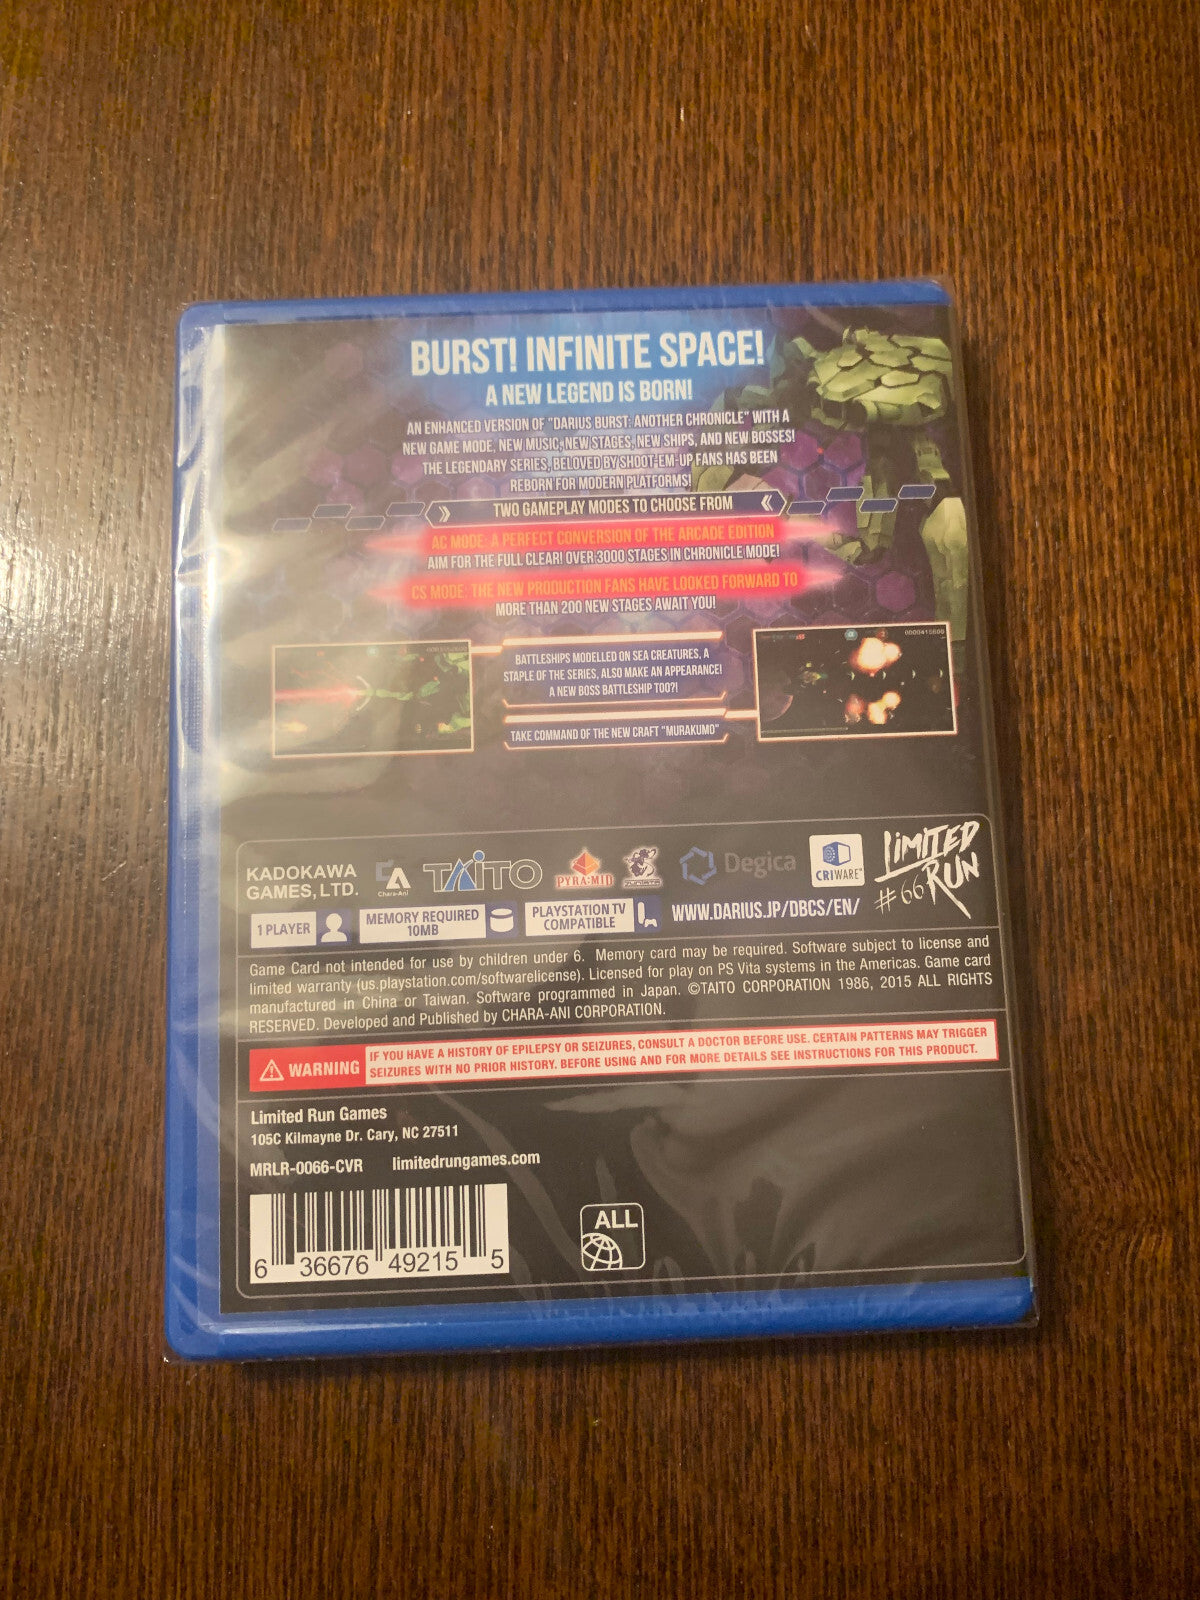 BURST! INFINITE SPACE!
A NEW LEGEND IS BORN!
AN ENHANCED VERSION OF "DARIUS BURST: ANOTHER CHRONICLE" WITH A
NEW GAME MODE, NEW MUSIC, NEW STAGES, NEW SHIPS, AND NEW BOSSES!
THE LEGENDARY SERIES, BELOVED BY SHOOT-EM-UP FANS HAS BEEN
REBORN FOR MODERN PLATFORMS!
TWO GAMEPLAY MODES TO CHOOSE FROM
AC MODE: A PERFECT CONVERSION OF THE ARCADE EDITION
AIM FOR THE FULL CLEAR! OVER 3000 STAGES IN CHRONICLE MODE!
CS MODE: THE NEW PRODUCTION FANS HAVE LOOKED FORWARD TO
MORE THAN 200 NEW STAGES AWAIT YOU!
BATTLESHIPS MODELLED ON SEA CREATURES, A
STAPLE OF THE SERIES, ALSO MAKE AN APPEARANCE!
A NEW BOSS BATTLESHIP TOO?!
TAKE COMMAND OF THE NEW CRAFT "MURAKUMO"
KADOKAWA
GAMES, LTD.
CA
Chara-Ani
TAITO
PYRAMID
Degica
CRIWARE
LIMITED
RUN
#66
1 PLAYER
MEMORY REQUIRED
10MB
PLAYSTATION TV
COMPATIBLE
WWW.DARIUS.JP/DBCS/EN/
Game Card not intended for use by children under 6. Memory card may be required. Software subject to license and
limited warranty (us.playstation.com/softwarelicense). Licensed for play on PS Vita systems in the Americas. Game card
manufactured in China or Taiwan. Software programmed in Japan. ©TAITO CORPORATION 1986, 2015 ALL RIGHTS
RESERVED. Developed and Published by CHARA-ANI CORPORATION.
WARNING
IF YOU HAVE A HISTORY OF EPILEPSY OR SEIZURES, CONSULT A DOCTOR BEFORE USE. CERTAIN PATTERNS MAY TRIGGER
SEIZURES WITH NO PRIOR HISTORY. BEFORE USING AND FOR MORE DETAILS SEE INSTRUCTIONS FOR THIS PRODUCT.
Limited Run Games
105C Kilmayne Dr. Cary, NC 27511
MRLR-0066-CVR limitedrungames.com
6 36676 49215 5
ALL